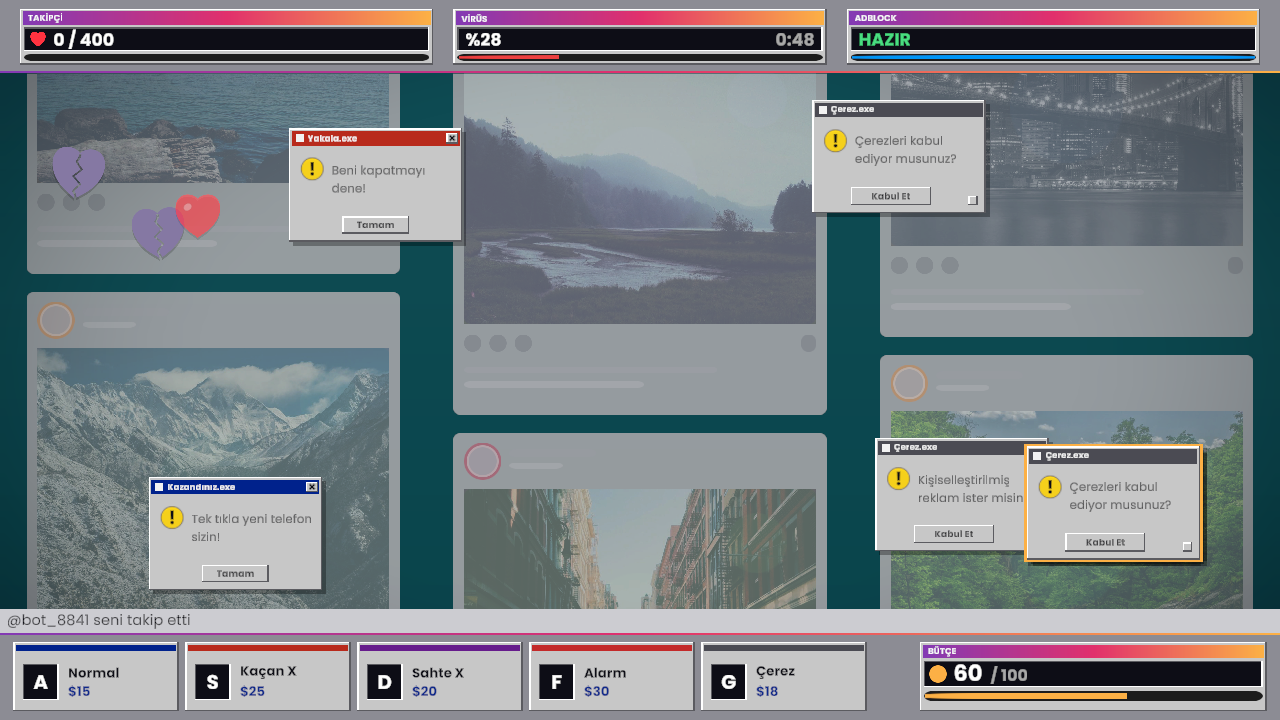 TAKİPÇİ
0 / 400
VİRÜS
%28
0:48
ADBLOCK
HAZIR
Yakala.exe
Beni kapatmayı
dene!
Tamam
Çerez.exe
Çerezleri kabul
ediyor musunuz?
Kabul Et
Kazandınız.exe
Tek tıkla yeni telefon
sizin!
Tamam
Çerez.exe
Kişiselleştirilmiş
reklam ister misin
Kabul Et
Çerez.exe
Çerezleri kabul
ediyor musunuz?
Kabul Et
@bot_8841 seni takip etti
A
Normal
$15
S
Kaçan X
$25
D
Sahte X
$20
F
Alarm
$30
G
Çerez
$18
BÜTÇE
60 / 100